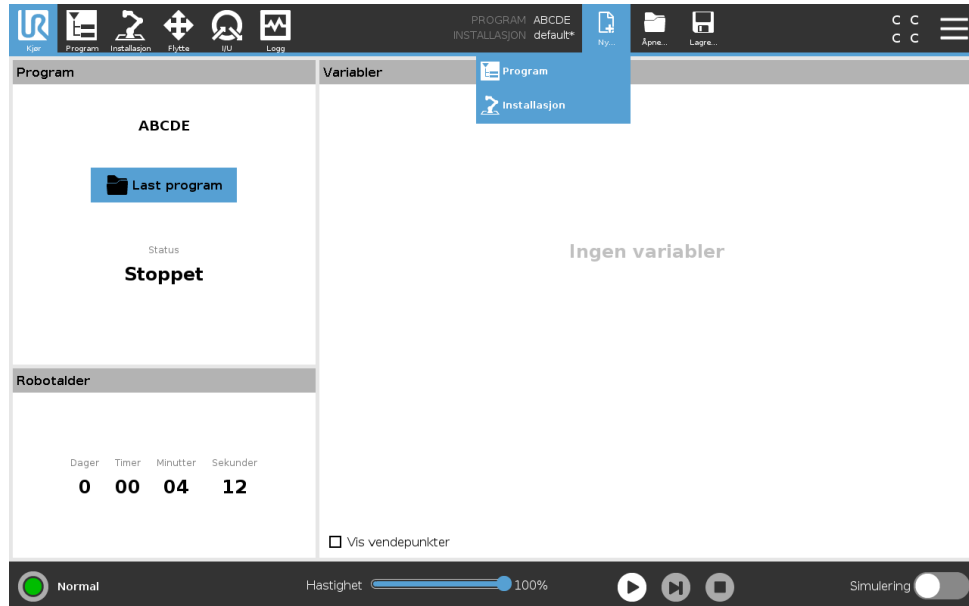 UR
Kjør
Program
Installasjon
Flytte
I/U
Logg
PROGRAM ABCDE
INSTALLASJON default*
Ny...
Åpne...
Lagre...
C C
C C
Program
Installasjon
Program
ABCDE
Last program
Status
Stoppet
Variabler
Ingen variabler
Vis vendepunkter
Robotalder
Dager Timer Minutter Sekunder
0 00 04 12
Normal
Hastighet 100%
Simulering